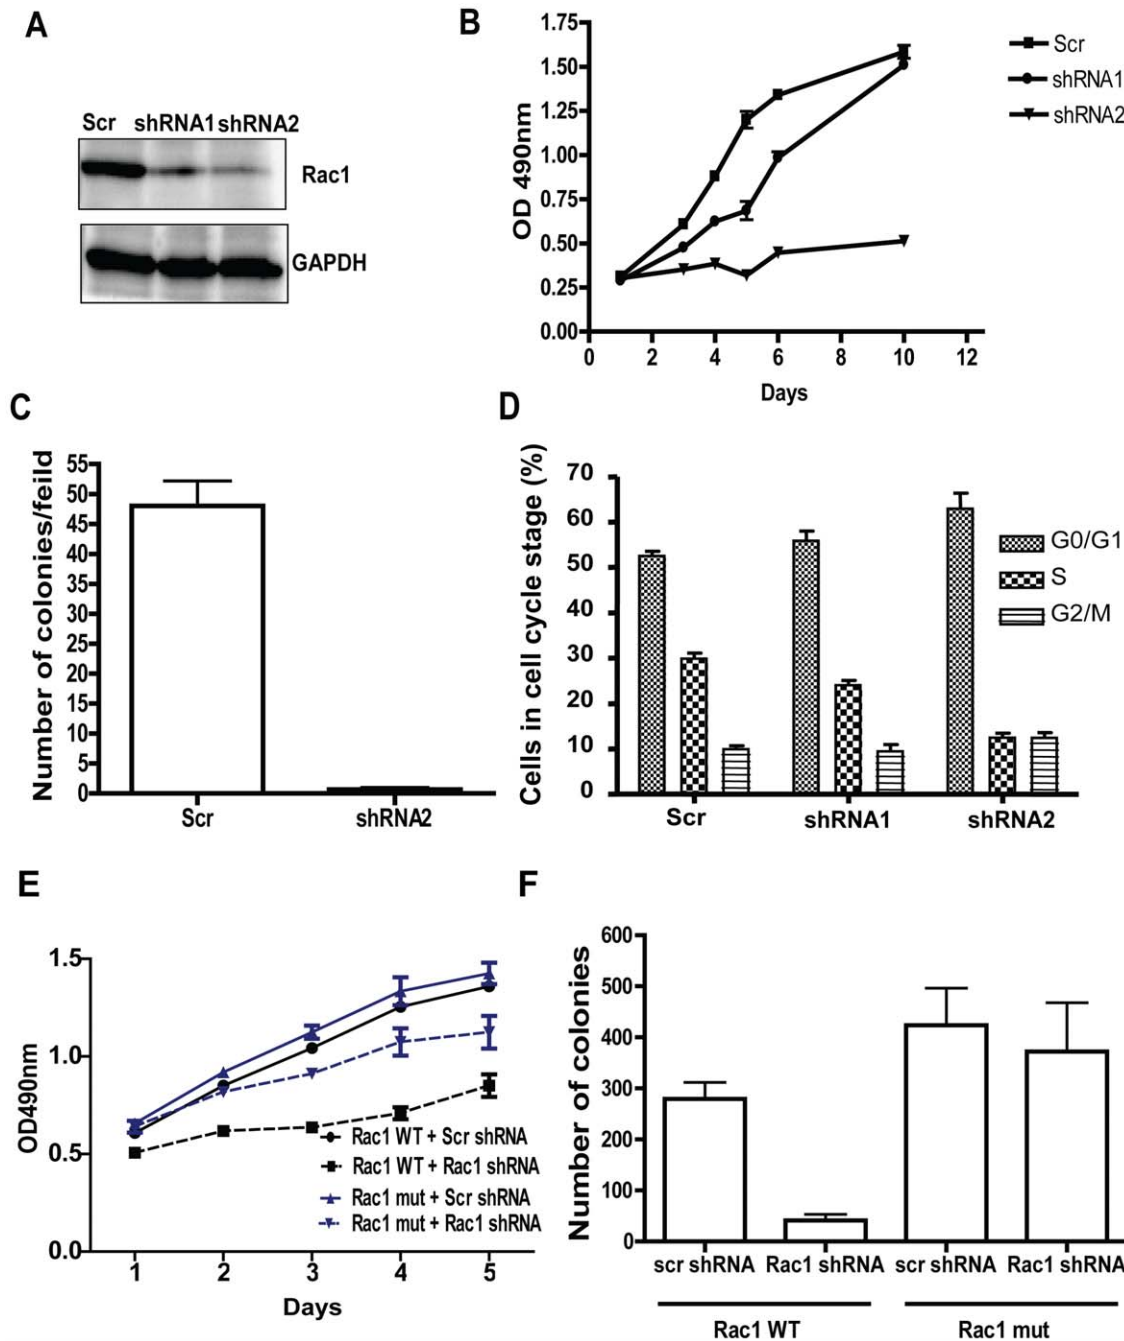 A
Scr shRNA1 shRNA2
Rac1
GAPDH
B
OD 490nm
1.75
1.50
1.25
1.00
0.75
0.50
0.25
0.00
0 2 4 6 8 10 12
Days
Scr
shRNA1
shRNA2
C
Number of colonies/feild
55
50
45
40
35
30
25
20
15
10
5
0
Scr shRNA2
D
Cells in cell cycle stage (%)
70
60
50
40
30
20
10
0
Scr shRNA1 shRNA2
G0/G1
S
G2/M
E
OD490nm
1.5
1.0
0.5
0.0
1 2 3 4 5
Days
Rac1 WT + Scr shRNA
Rac1 WT + Rac1 shRNA
Rac1 mut + Scr shRNA
Rac1 mut + Rac1 shRNA
F
Number of colonies
600
500
400
300
200
100
0
scr shRNA Rac1 shRNA scr shRNA Rac1 shRNA
Rac1 WT Rac1 mut